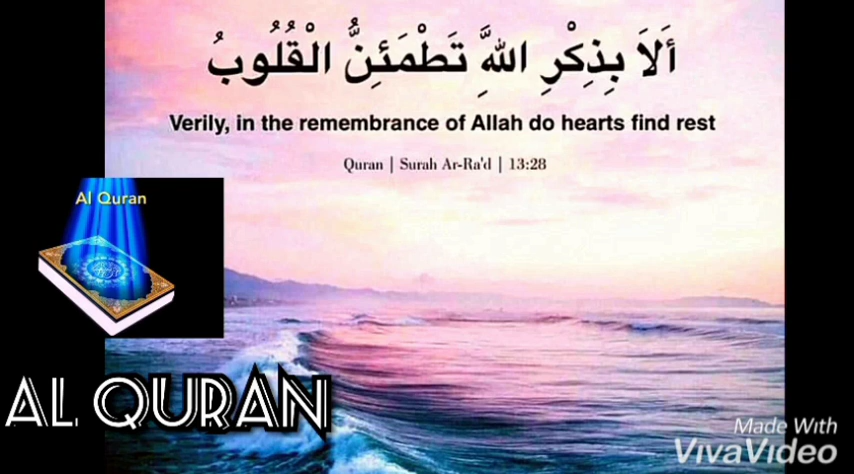 أَلَا بِذِكْرِ اللَّهِ تَطْمَئِنُّ الْقُلُوبُ
Verily, in the remembrance of Allah do hearts find rest
Quran | Surah Ar-Ra'd | 13:28
Al Quran
AL QURAN
Made With
VivaVideo